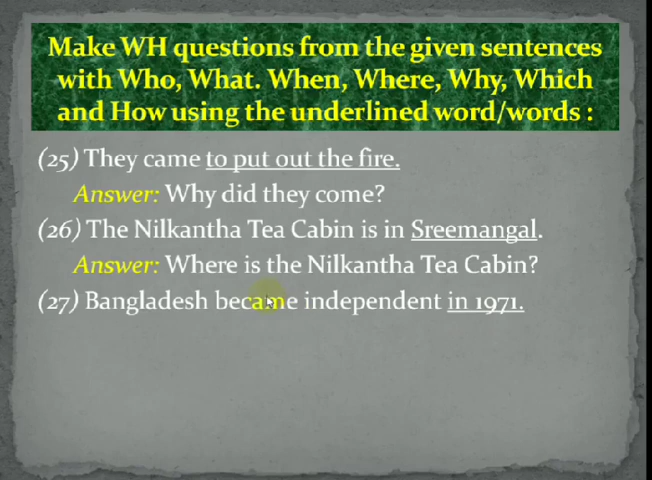 Make WH questions from the given sentences
with Who, What. When, Where, Why, Which
and How using the underlined word/words :
(25) They came to put out the fire.
Answer: Why did they come?
(26) The Nilkantha Tea Cabin is in Sreemangal.
Answer: Where is the Nilkantha Tea Cabin?
(27) Bangladesh became independent in 1971.